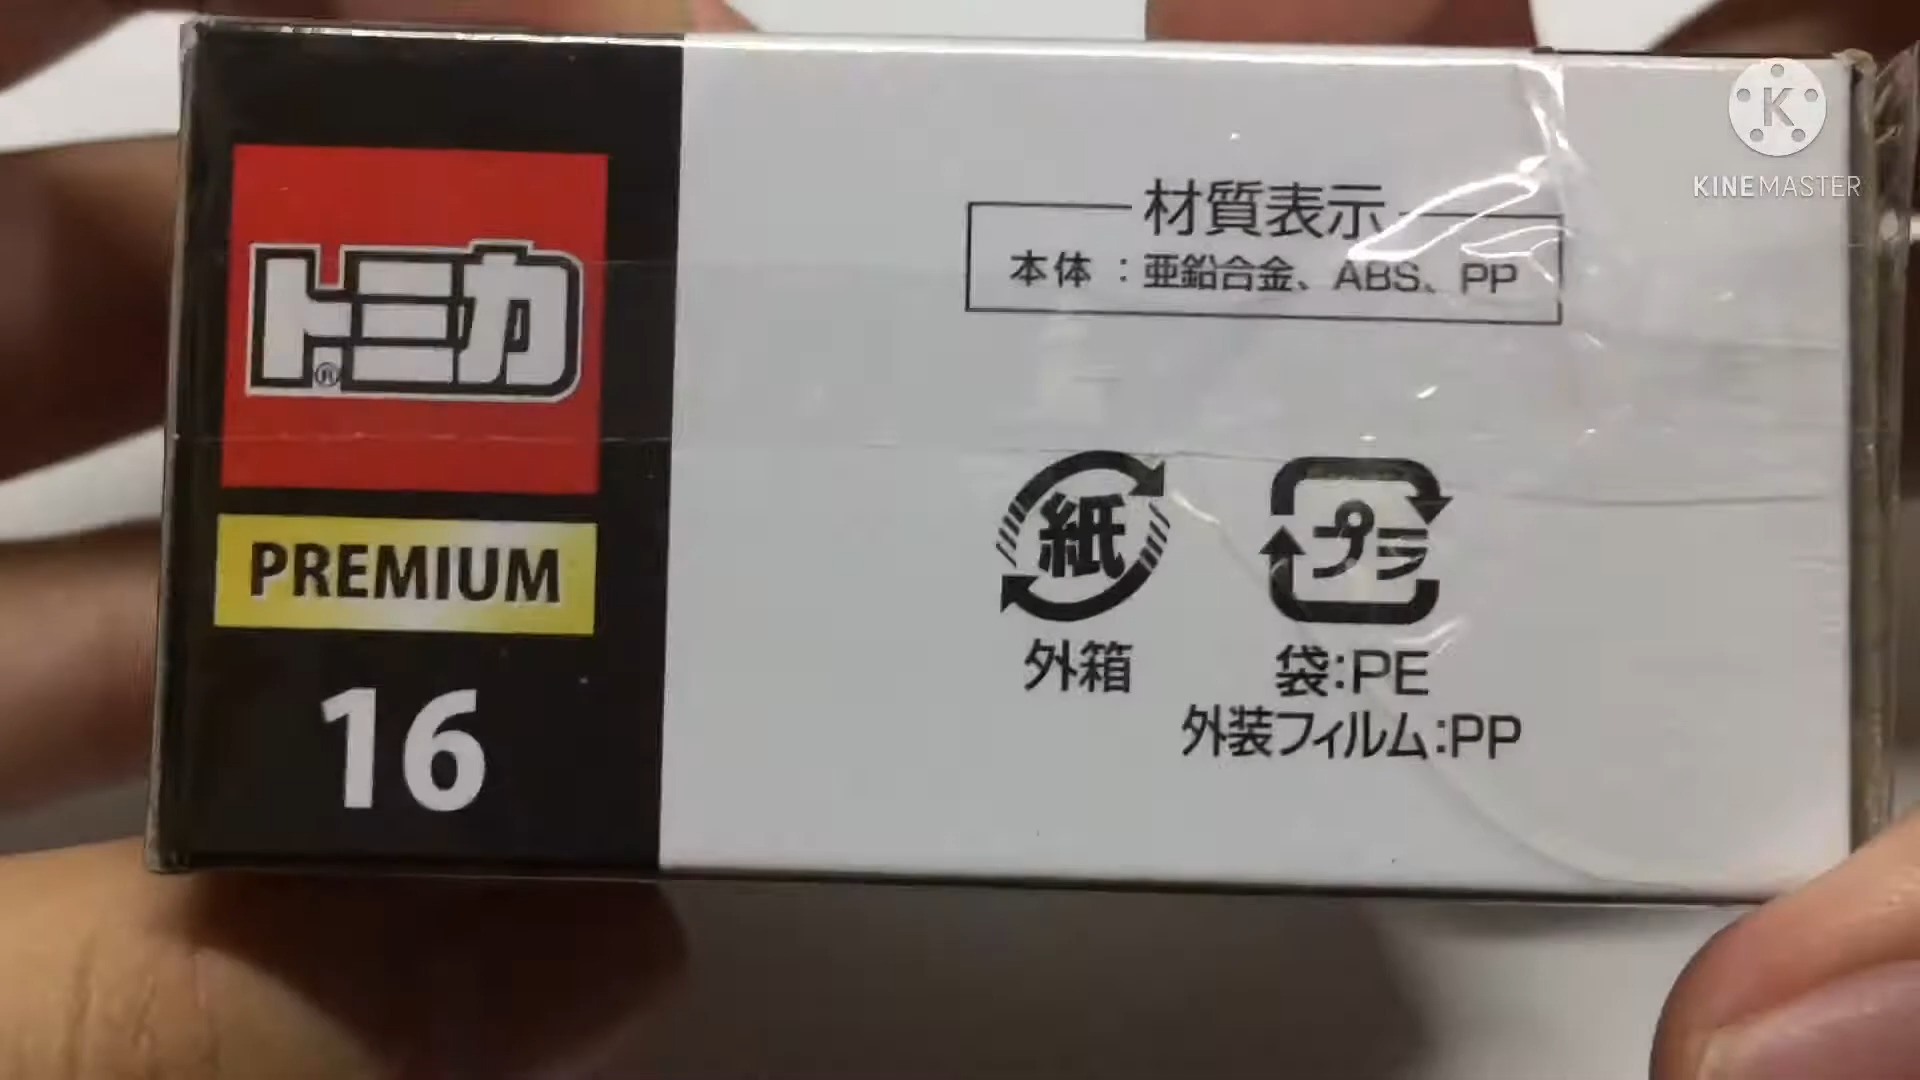 トミカ®
PREMIUM
16
材質表示
本体：亜鉛合金、ABS、PP
紙
外箱
プラ
袋:PE
外装フィルム:PP
K
KINEMASTER